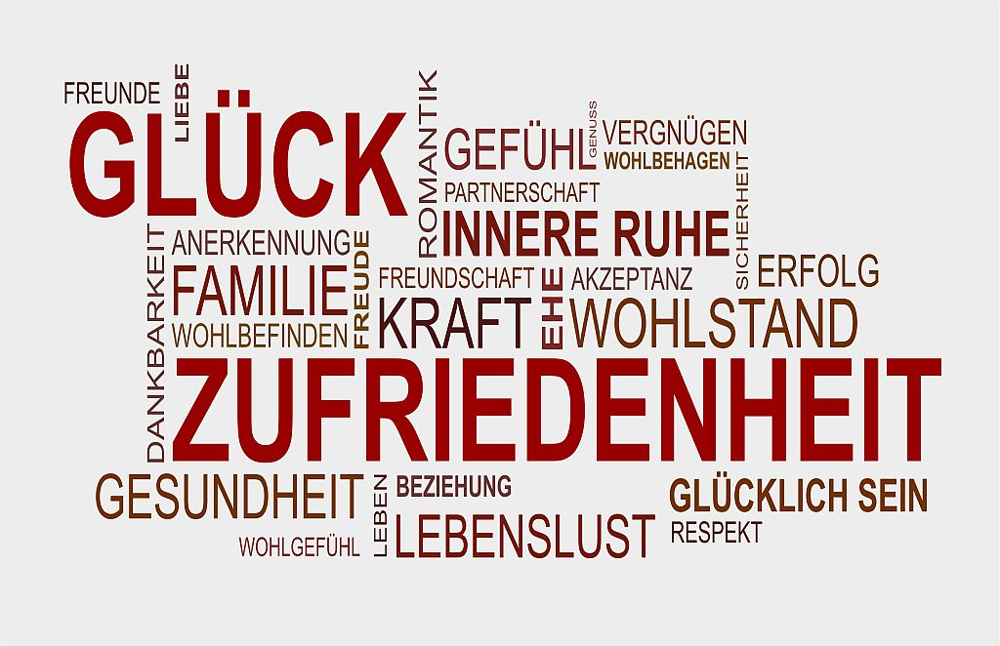 FREUNDE
LIEBE
GLÜCK
ROMANTIK
GEFÜHL
GENUSS
VERGNÜGEN
WOHLBEHAGEN
PARTNERSCHAFT
INNERE RUHE
SICHERHEIT
DANKBARKEIT
ANERKENNUNG
FREUDE
FAMILIE
WOHLBEFINDEN
FREUNDSCHAFT
EHE
AKZEPTANZ
ERFOLG
KRAFT
WOHLSTAND
ZUFRIEDENHEIT
GESUNDHEIT
LEBEN
BEZIEHUNG
GLÜCKLICH SEIN
WOHLGEFÜHL
LEBENSLUST
RESPEKT